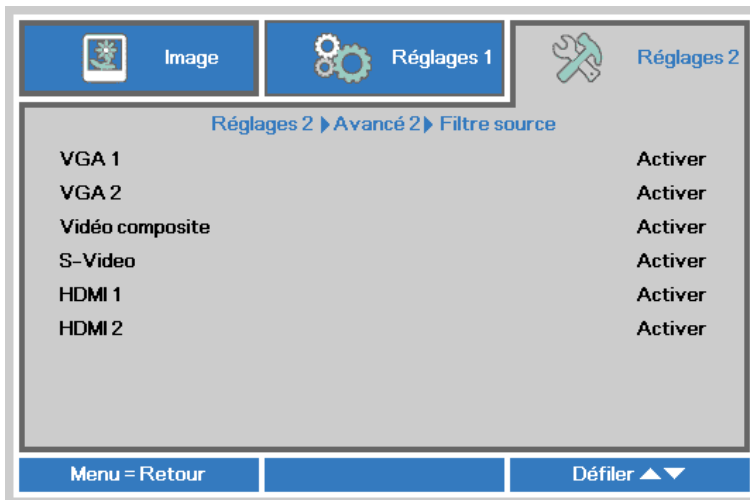 Image Réglages 1 Réglages 2
Réglages 2 Avancé 2 Filtre source
VGA 1 Activer
VGA 2 Activer
Vidéo composite Activer
S-Video Activer
HDMI 1 Activer
HDMI 2 Activer
Menu = Retour Défiler